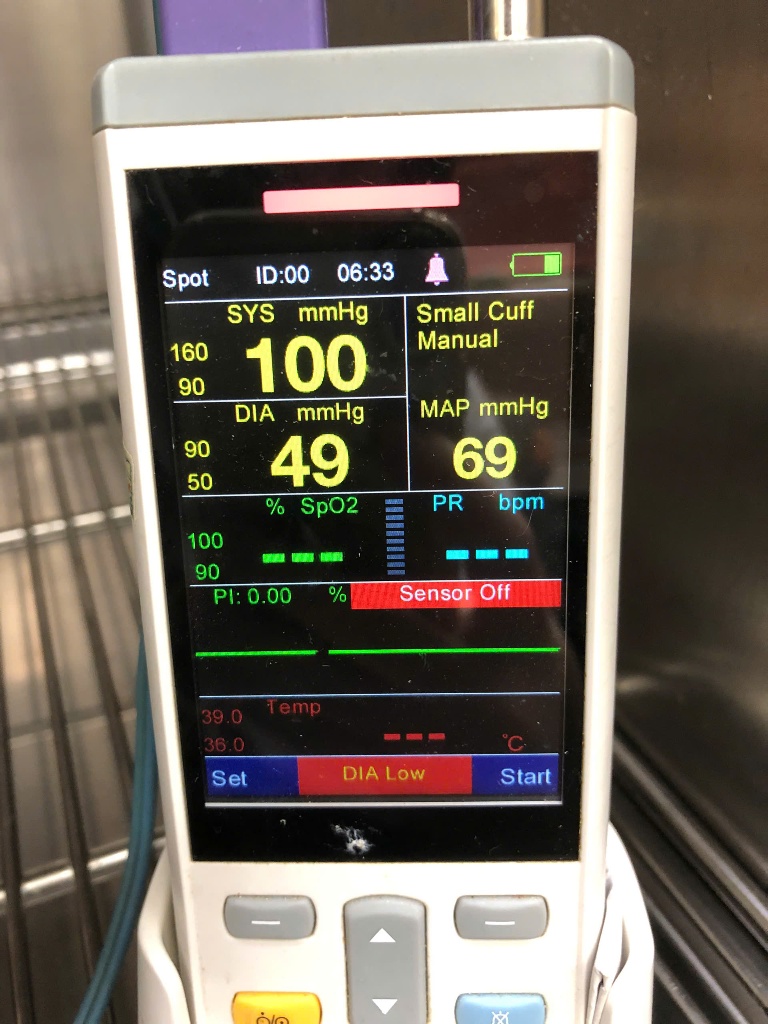 Spot ID:00 06:33
SYS mmHg
160
90
100
Small Cuff
Manual
DIA mmHg
90
50
49
MAP mmHg
69
% SpO2
100
90
--- 
PR bpm
---
PI: 0.00 %
Sensor Off
Temp
39.0
36.0
---
°C
Set
DIA Low
Start